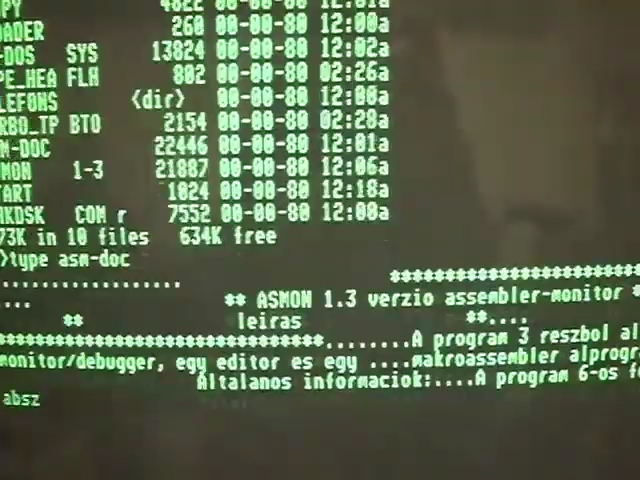 4822 00-00-80 12:01a
OADER 260 00-00-80 12:00a
-DOS SYS 13824 00-00-80 12:02a
PE_HEA FLH 802 00-00-80 02:26a
LEFONS <dir> 00-00-80 12:00a
RBO_TP BTO 2154 00-00-80 02:28a
M-DOC 22446 00-00-80 12:01a
MON 1-3 21887 00-00-80 12:06a
TART 1024 00-00-80 12:18a
HKDSK COM r 7552 00-00-80 12:00a
73K in 10 files 634K free
>type asm-doc
** ASMON 1.3 verzio assembler-monitor *
** leiras **....
........A program 3 reszbol al
monitor/debugger, egy editor es egy ....makroassembler alprogr
Altalanos informaciok:....A program 6-os f
absz